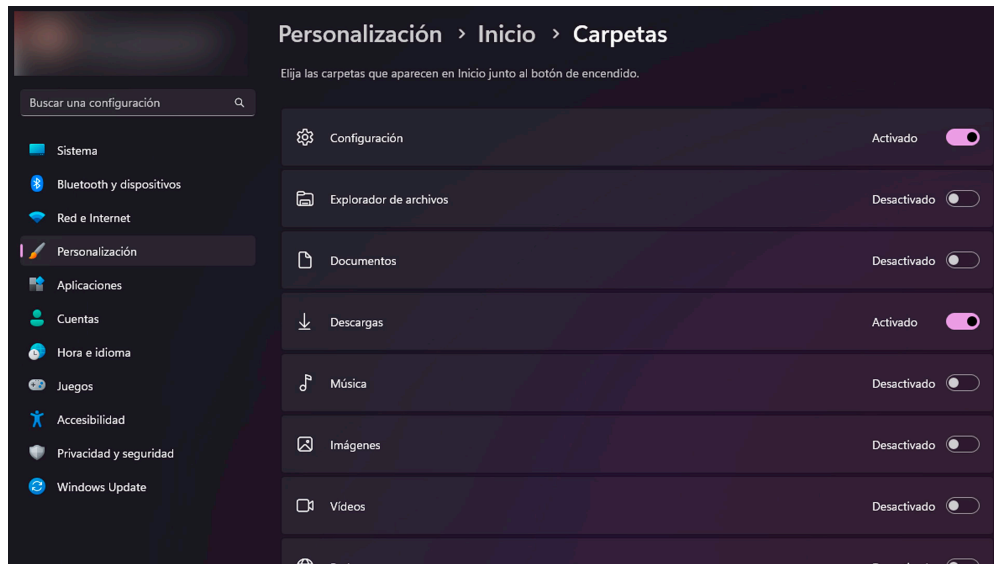 Personalización > Inicio > Carpetas
Elija las carpetas que aparecen en Inicio junto al botón de encendido.
Buscar una configuración
Sistema
Bluetooth y dispositivos
Red e Internet
Personalización
Aplicaciones
Cuentas
Hora e idioma
Juegos
Accesibilidad
Privacidad y seguridad
Windows Update
Configuración Activado
Explorador de archivos Desactivado
Documentos Desactivado
Descargas Activado
Música Desactivado
Imágenes Desactivado
Vídeos Desactivado